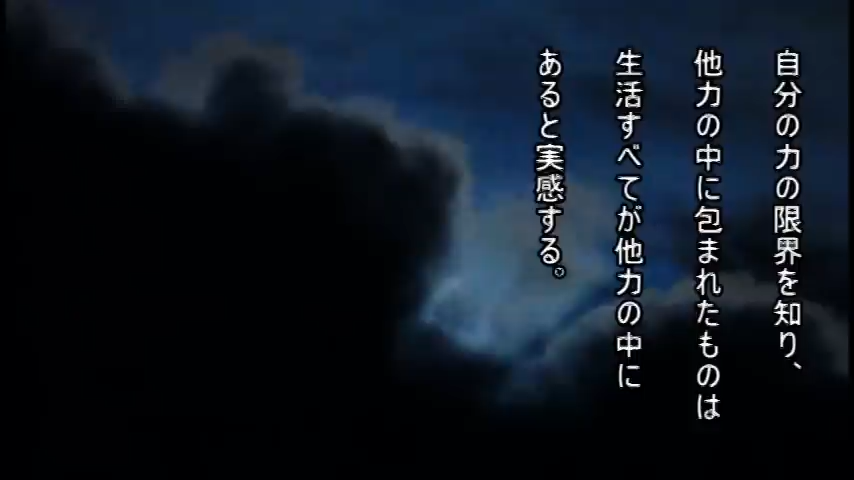 自分の力の限界を知り、
他力の中に包まれたものは
生活すべてが他力の中に
あると実感する。